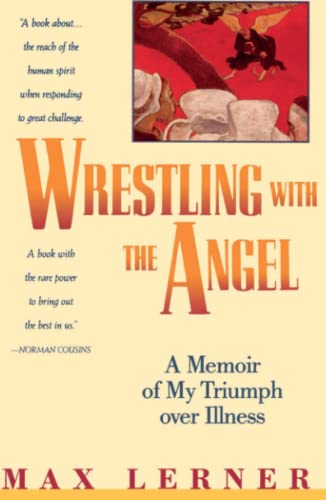 "A book about...
the reach of the
human spirit
when responding
to great challenge.
WRESTLING WITH
THE ANGEL
A book with
the rare power
to bring out
the best in us."
—NORMAN COUSINS
A Memoir
of My Triumph
over Illness
MAX LERNER